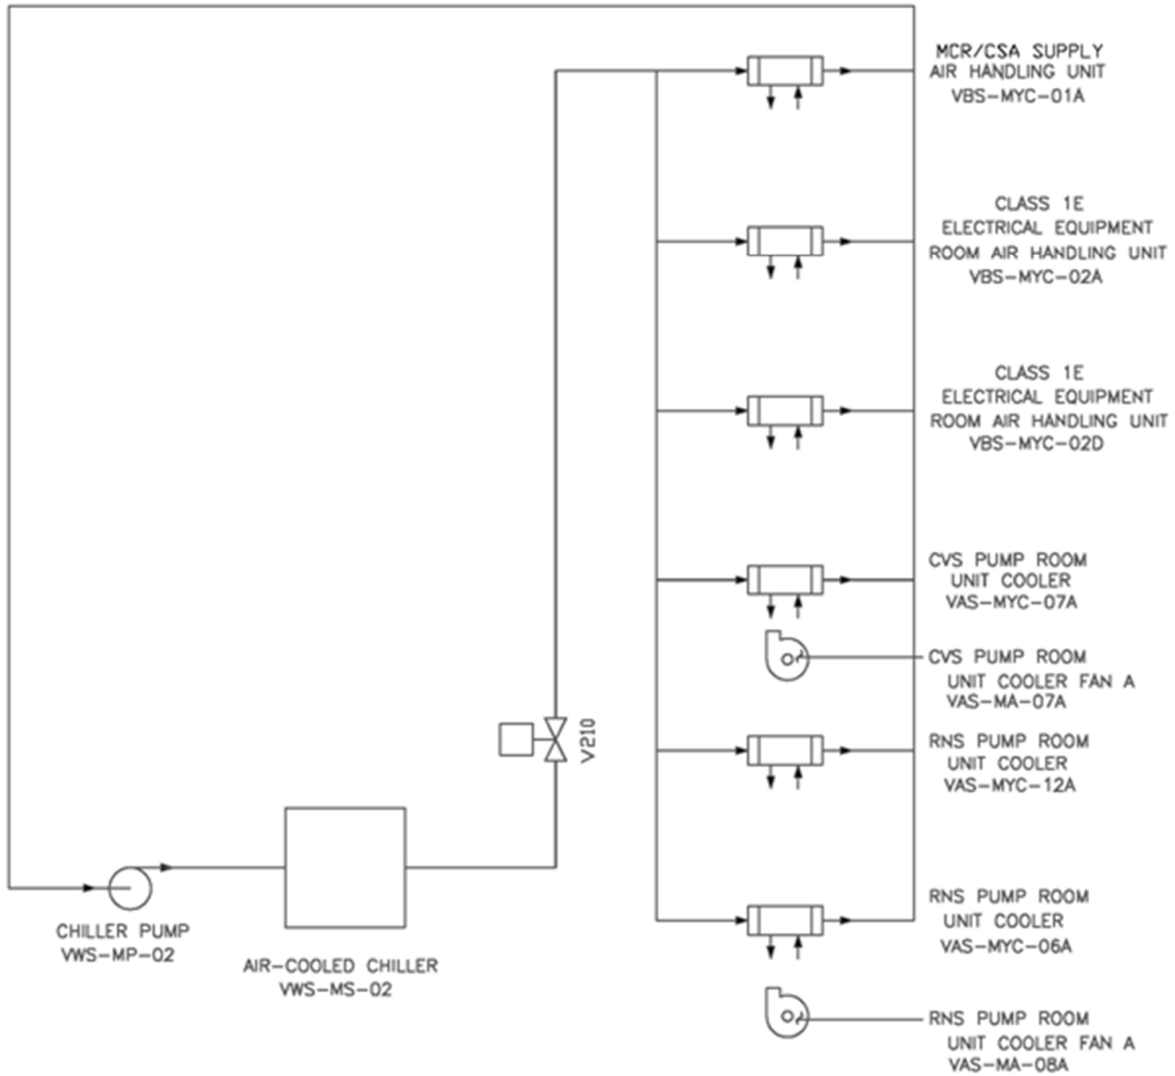 MCR/CSA SUPPLY
AIR HANDLING UNIT
VBS-MYC-01A
CLASS 1E
ELECTRICAL EQUIPMENT
ROOM AIR HANDLING UNIT
VBS-MYC-02A
CLASS 1E
ELECTRICAL EQUIPMENT
ROOM AIR HANDLING UNIT
VBS-MYC-02D
CVS PUMP ROOM
UNIT COOLER
VAS-MYC-07A
CVS PUMP ROOM
UNIT COOLER FAN A
VAS-MA-07A
RNS PUMP ROOM
UNIT COOLER
VAS-MYC-12A
RNS PUMP ROOM
UNIT COOLER
VAS-MYC-06A
RNS PUMP ROOM
UNIT COOLER FAN A
VAS-MA-08A
V210
CHILLER PUMP
VWS-MP-02
AIR-COOLED CHILLER
VWS-MS-02